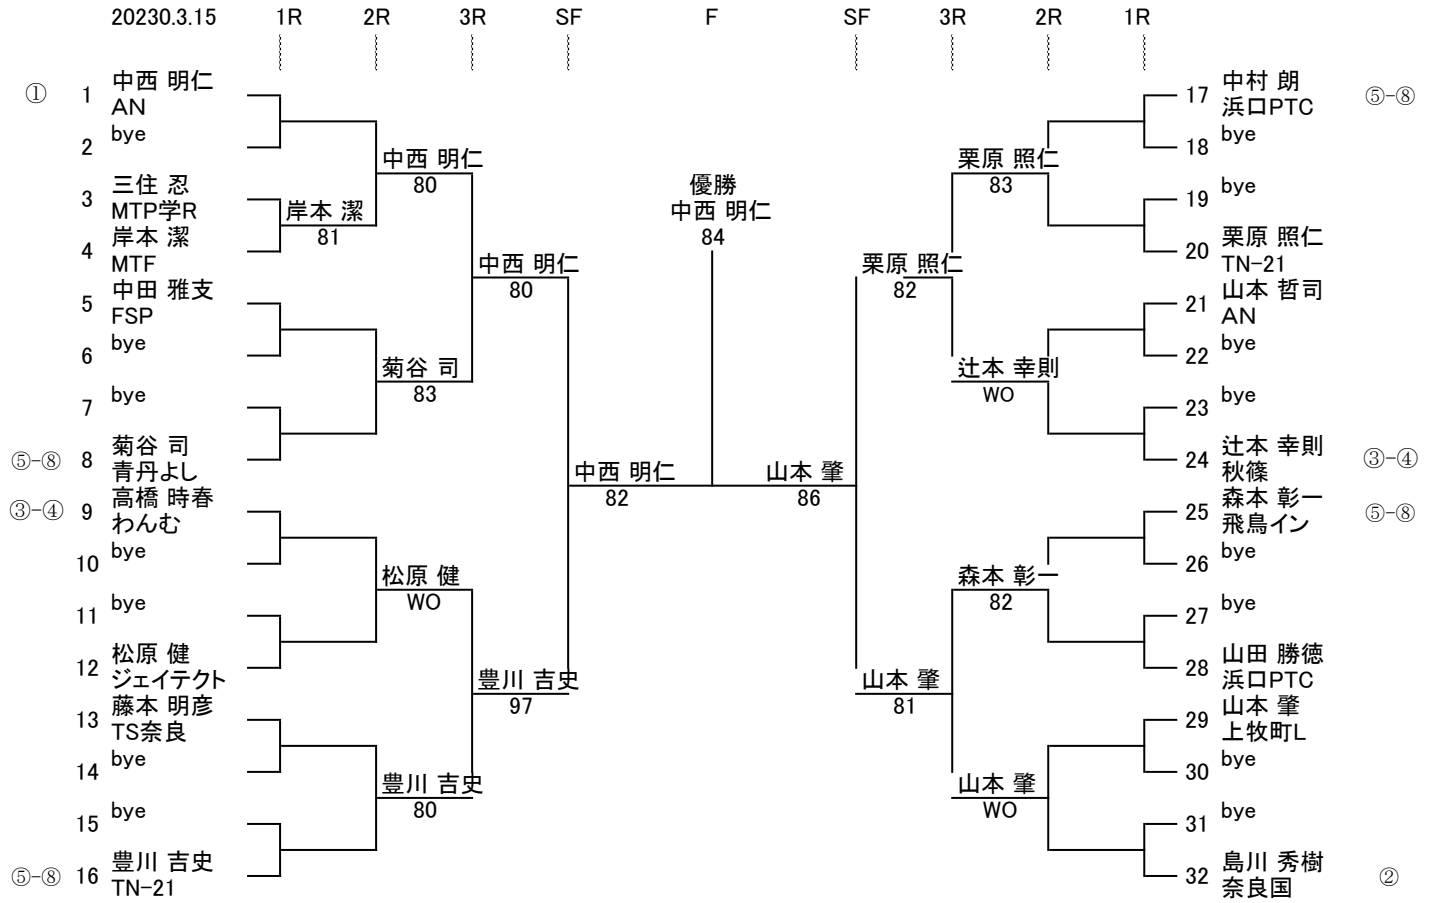 20230.3.15 1R 2R 3R SF F SF 3R 2R 1R
① 1 中西 明仁
AN
2 bye
3 三住 忍
MTP学R
4 岸本 潔
MTF
5 中田 雅支
FSP
6 bye
7 bye
⑤-⑧ 8 菊谷 司
青丹よし
③-④ 9 高橋 時春
わんむ
10 bye
11 bye
12 松原 健
ジェイテクト
13 藤本 明彦
TS奈良
14 bye
15 bye
⑤-⑧ 16 豊川 吉史
TN-21
岸本 潔
81
中西 明仁
80
菊谷 司
83
松原 健
WO
豊川 吉史
80
中西 明仁
80
豊川 吉史
97
中西 明仁
82
優勝
中西 明仁
84
山本 肇
86
栗原 照仁
82
山本 肇
81
栗原 照仁
83
辻本 幸則
WO
森本 彰一
82
山本 肇
WO
17 中村 朗 ⑤-⑧
浜口PTC
18 bye
19 bye
20 栗原 照仁
TN-21
21 山本 哲司
AN
22 bye
23 bye
24 辻本 幸則 ③-④
秋篠
25 森本 彰一 ⑤-⑧
飛鳥イン
26 bye
27 bye
28 山田 勝徳
浜口PTC
29 山本 肇
上牧町L
30 bye
31 bye
32 島川 秀樹 ②
奈良国